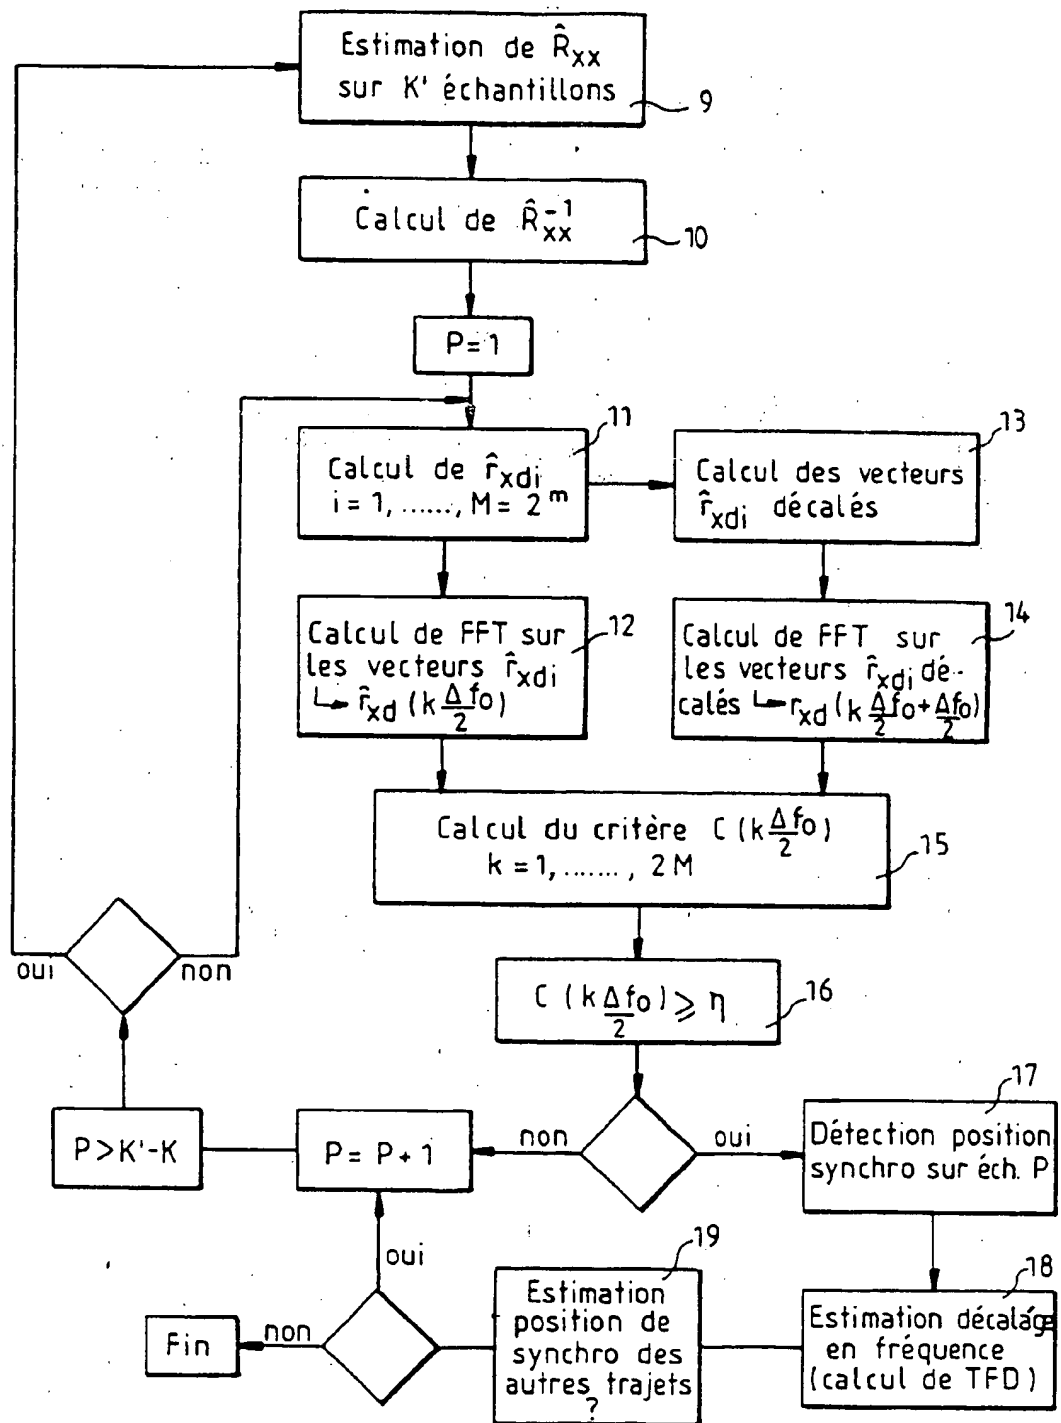 Estimation de R̂xx
sur K' échantillons
9
Calcul de R̂xx⁻¹
10
P=1
11
Calcul de r̂xdi
i = 1, ......, M = 2ᵐ
13
Calcul des vecteurs
r̂xdi décalés
12
Calcul de FFT sur
les vecteurs r̂xdi
↳ r̂xd (k Δfo/2)
14
Calcul de FFT sur
les vecteurs r̂xdi dé-
calés ↳ rxd (k Δfo/2 + Δfo/2)
Calcul du critère C (k Δfo/2)
k = 1, ......., 2M
15
oui
non
C (k Δfo/2) ⩾ η
16
17
P>K'-K
P = P + 1
non
oui
Détection position
synchro sur éch. P
oui
19
18
Fin
non
Estimation
position de
synchro des
autres trajets
?
Estimation décalage
en fréquence
(calcul de TFD)